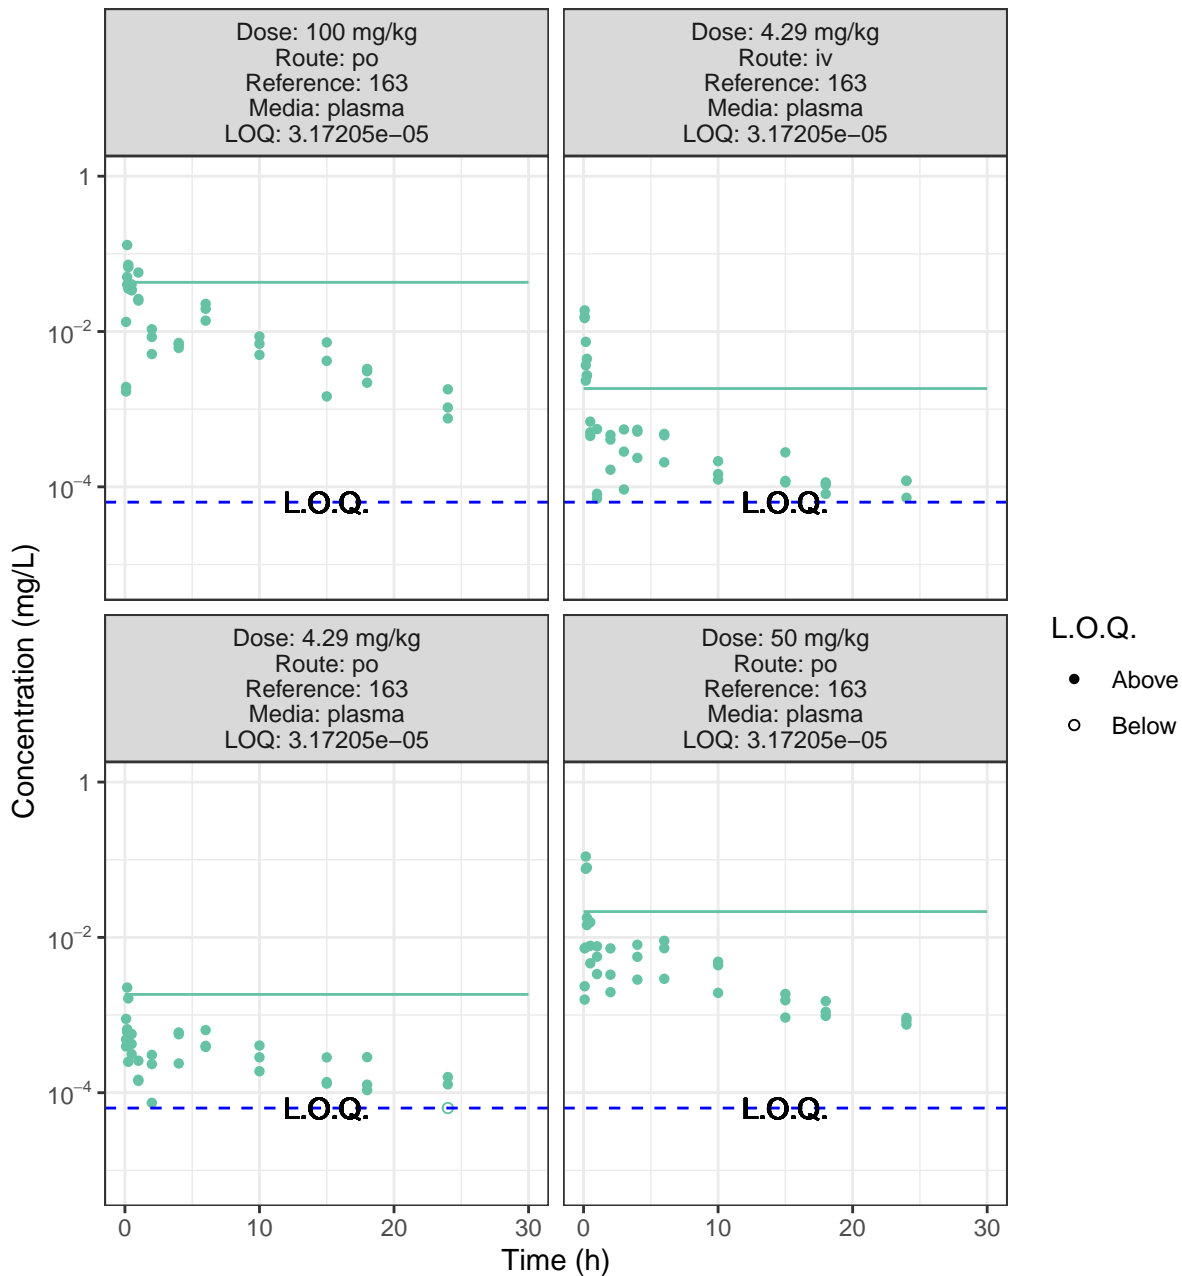 Dose: 100 mg/kg
Route: po
Reference: 163
Media: plasma
LOQ: 3.17205e−05
Dose: 4.29 mg/kg
Route: iv
Reference: 163
Media: plasma
LOQ: 3.17205e−05
1
10−2
10−4
L.O.Q.
L.O.Q.
Concentration (mg/L)
Dose: 4.29 mg/kg
Route: po
Reference: 163
Media: plasma
LOQ: 3.17205e−05
Dose: 50 mg/kg
Route: po
Reference: 163
Media: plasma
LOQ: 3.17205e−05
1
10−2
10−4
L.O.Q.
L.O.Q.
0 10 20 30
0 10 20 30
Time (h)
L.O.Q.
Above
Below